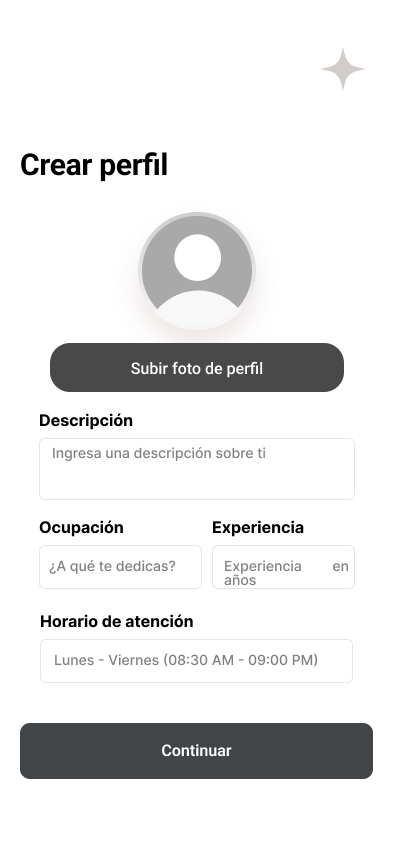 Crear perfil
Subir foto de perfil
Descripción
Ingresa una descripción sobre ti
Ocupación Experiencia
¿A qué te dedicas? Experiencia en
años
Horario de atención
Lunes - Viernes (08:30 AM - 09:00 PM)
Continuar